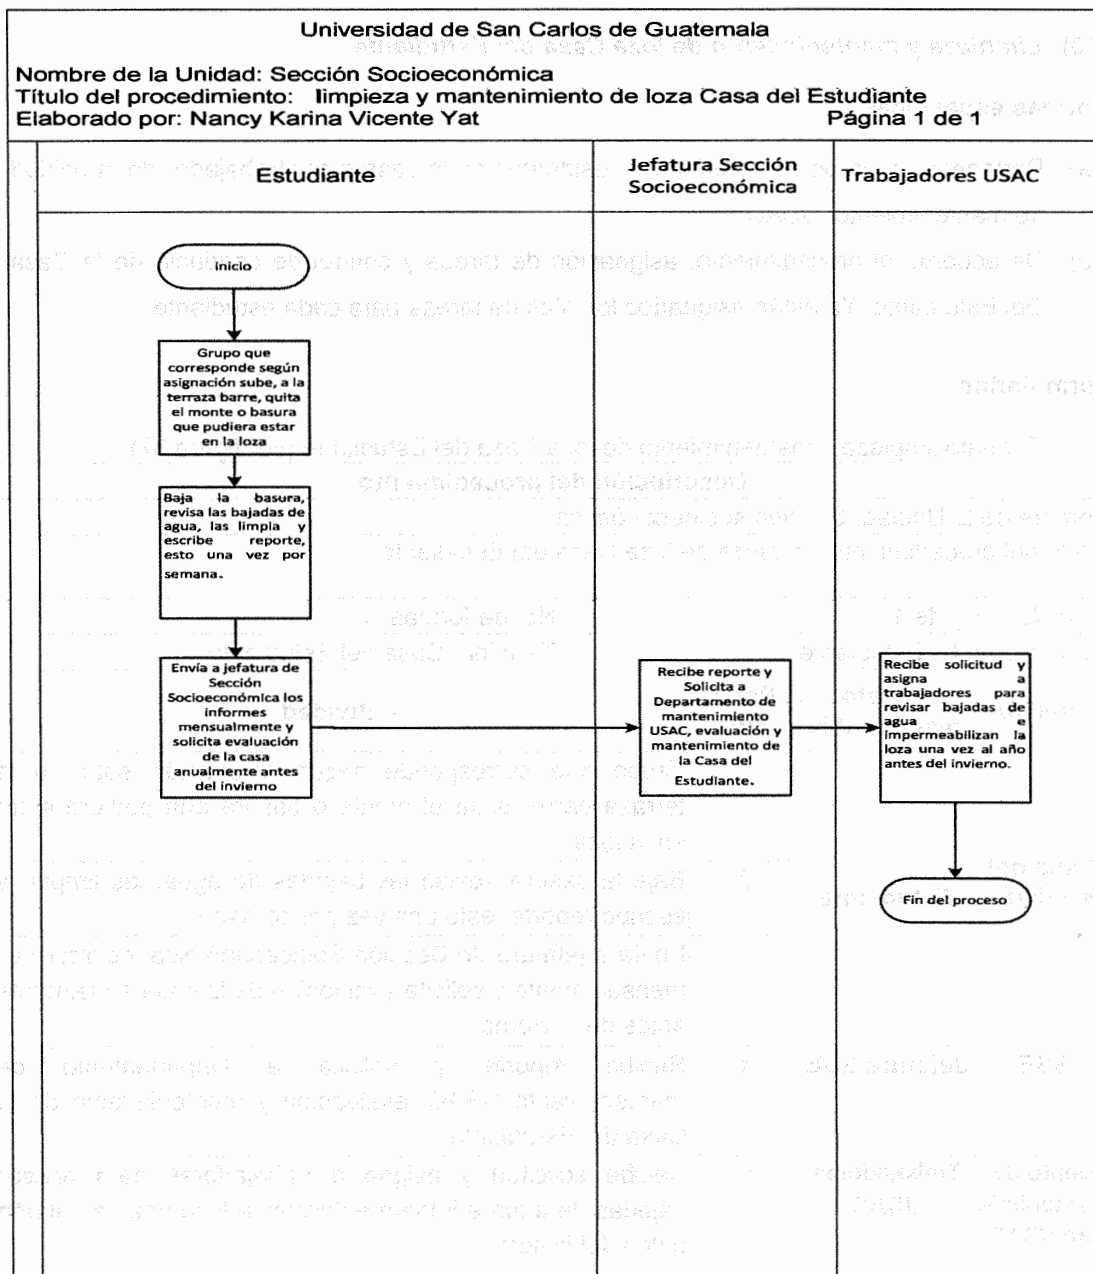 Universidad de San Carlos de Guatemala
Nombre de la Unidad: Sección Socioeconómica
Título del procedimiento: limpieza y mantenimiento de loza Casa del Estudiante
Elaborado por: Nancy Karina Vicente Yat
Página 1 de 1
Estudiante
Jefatura Sección
Socioeconómica
Trabajadores USAC
Inicio
Grupo que
corresponde según
asignación sube, a la
terraza barre, quita
el monte o basura
que pudiera estar
en la loza
Baja la basura,
revisa las bajadas de
agua, las limpia y
escribe reporte,
esto una vez por
semana.
Envía a jefatura de
Sección
Socioeconómica los
informes
mensualmente y
solicita evaluación
de la casa
anualmente antes
del invierno
Recibe reporte y
Solicita a
Departamento de
mantenimiento
USAC, evaluación y
mantenimiento de
la Casa del
Estudiante.
Recibe solicitud y
asigna a
trabajadores para
revisar bajadas de
agua e
impermeabilizan la
loza una vez al año
antes del invierno.
Fin del proceso